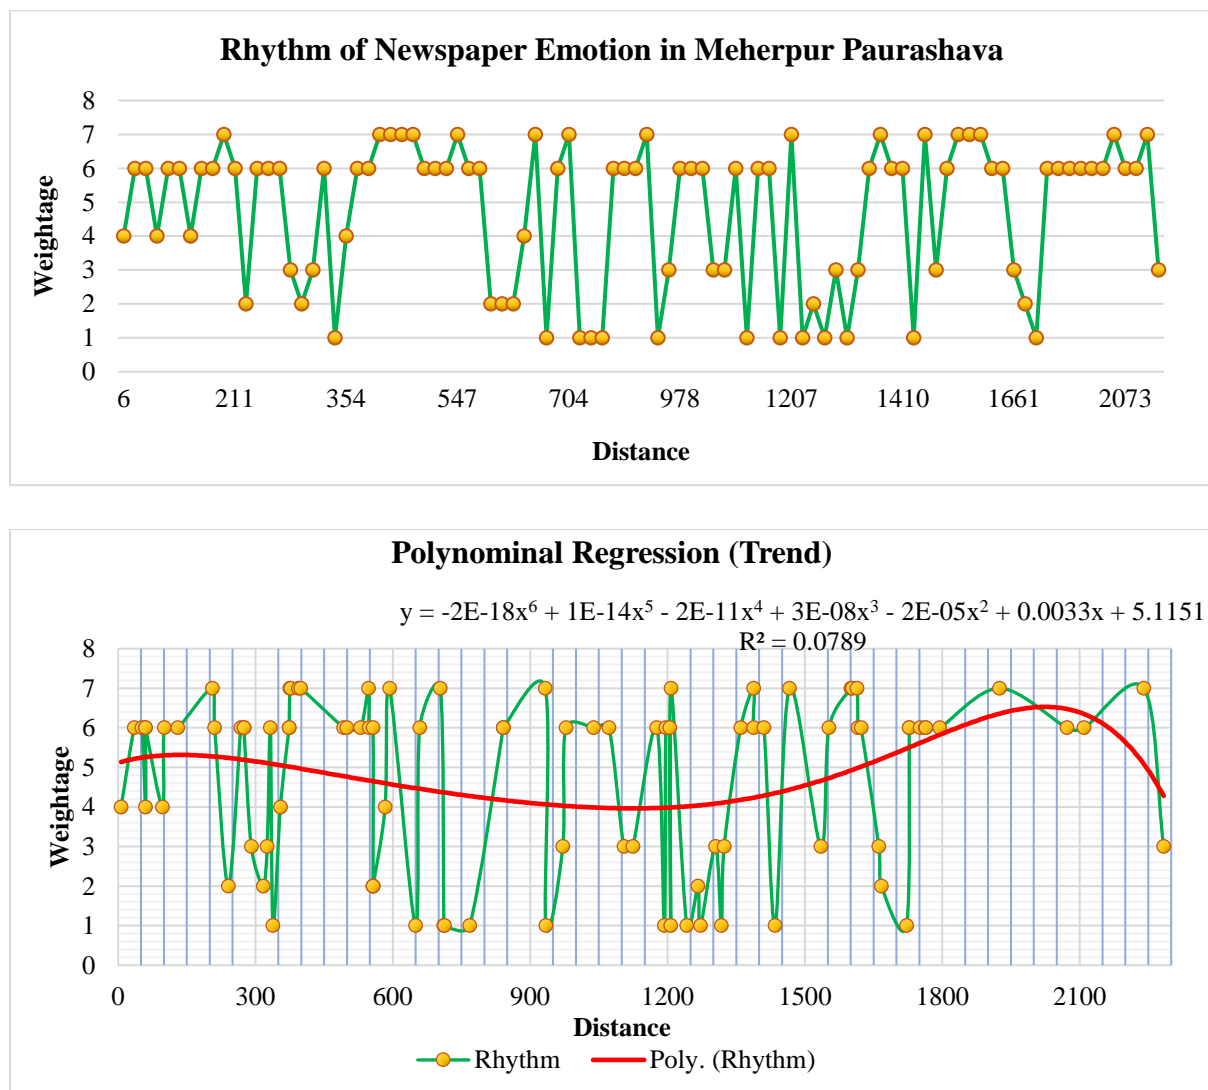 Rhythm of Newspaper Emotion in Meherpur Paurashava
8
7
6
5
4
3
2
1
0
Weightage
6 211 354 547 704 978 1207 1410 1661 2073
Distance
Polynominal Regression (Trend)
y = -2E-18x⁶ + 1E-14x⁵ - 2E-11x⁴ + 3E-08x³ - 2E-05x² + 0.0033x + 5.1151
R² = 0.0789
8
7
6
5
4
3
2
1
0
Weightage
0 300 600 900 1200 1500 1800 2100
Distance
Rhythm Poly. (Rhythm)